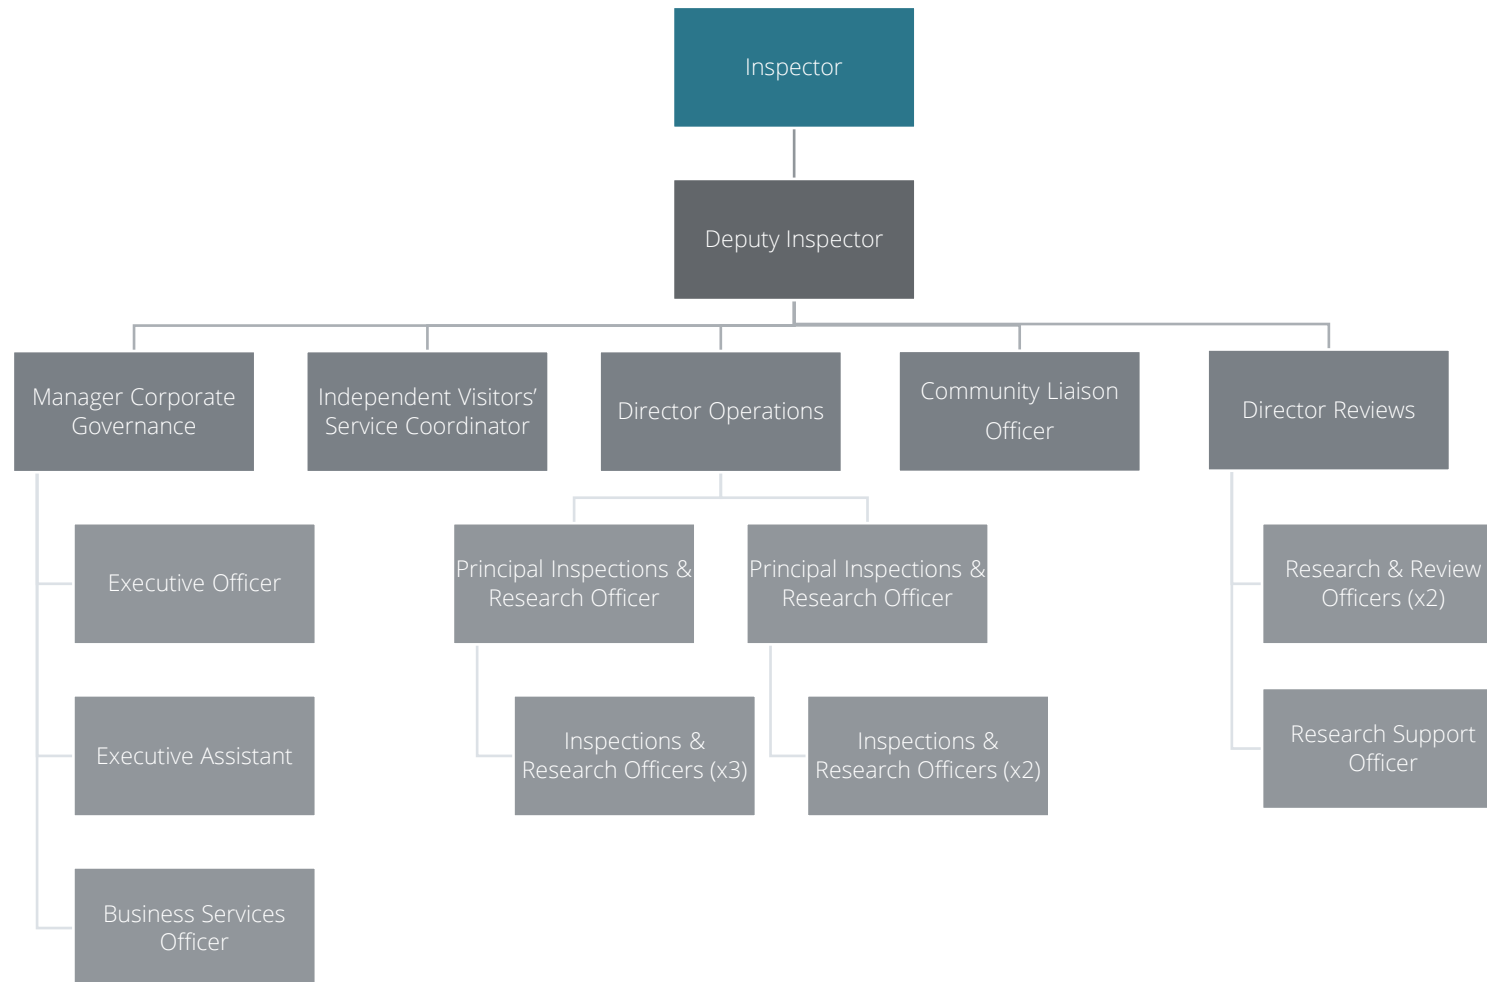 Inspector
Deputy Inspector
Manager Corporate
Governance
Independent Visitors’
Service Coordinator
Director Operations
Community Liaison
Officer
Director Reviews
Executive Officer
Principal Inspections &
Research Officer
Principal Inspections &
Research Officer
Research & Review
Officers (x2)
Executive Assistant
Inspections &
Research Officers (x3)
Inspections &
Research Officers (x2)
Research Support
Officer
Business Services
Officer